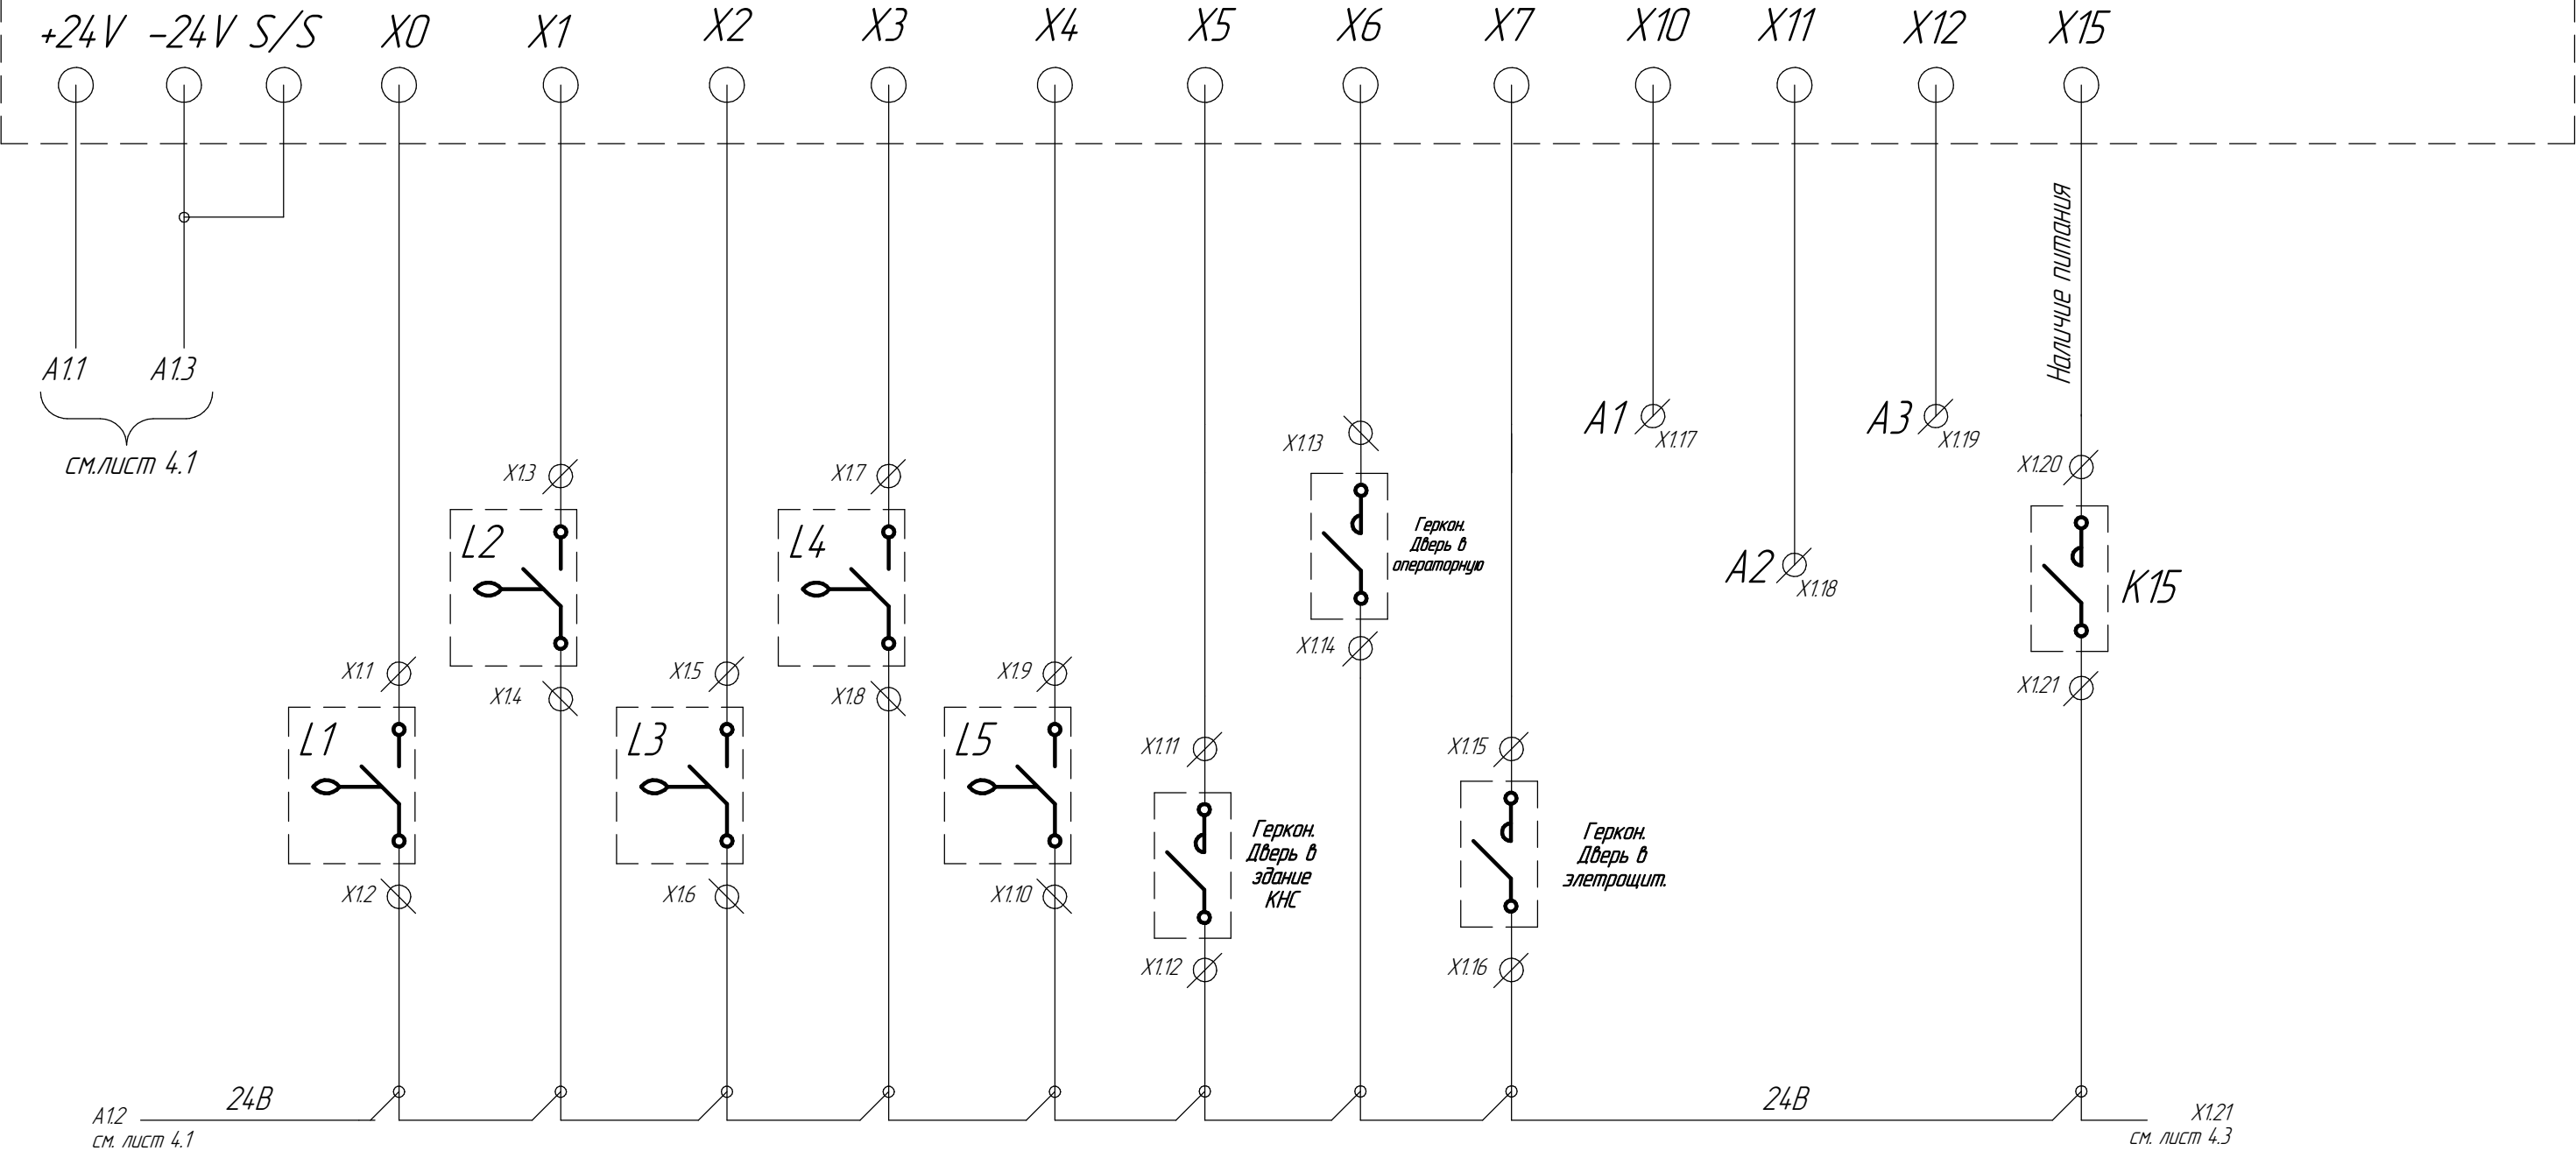 +24V -24V S/S X0 X1 X2 X3 X4 X5 X6 X7 X10 X11 X12 X15
Наличие питания
A1.1 A1.3
см.лист 4.1
A1 X1.17
A3 X1.19
X1.13
X1.3
X1.7
X1.20
L2
L4
Геркон.
Дверь в
операторную
A2 X1.18
K15
X1.14
X1.1
X1.4
X1.5
X1.8
X1.9
X1.21
L1
L3
L5
X1.11
X1.15
Геркон.
Дверь в
здание
КНС
Геркон.
Дверь в
элетрощит.
X1.2
X1.6
X1.10
X1.12
X1.16
24В
24В
A1.2
см. лист 4.1
X1.21
см. лист 4.3